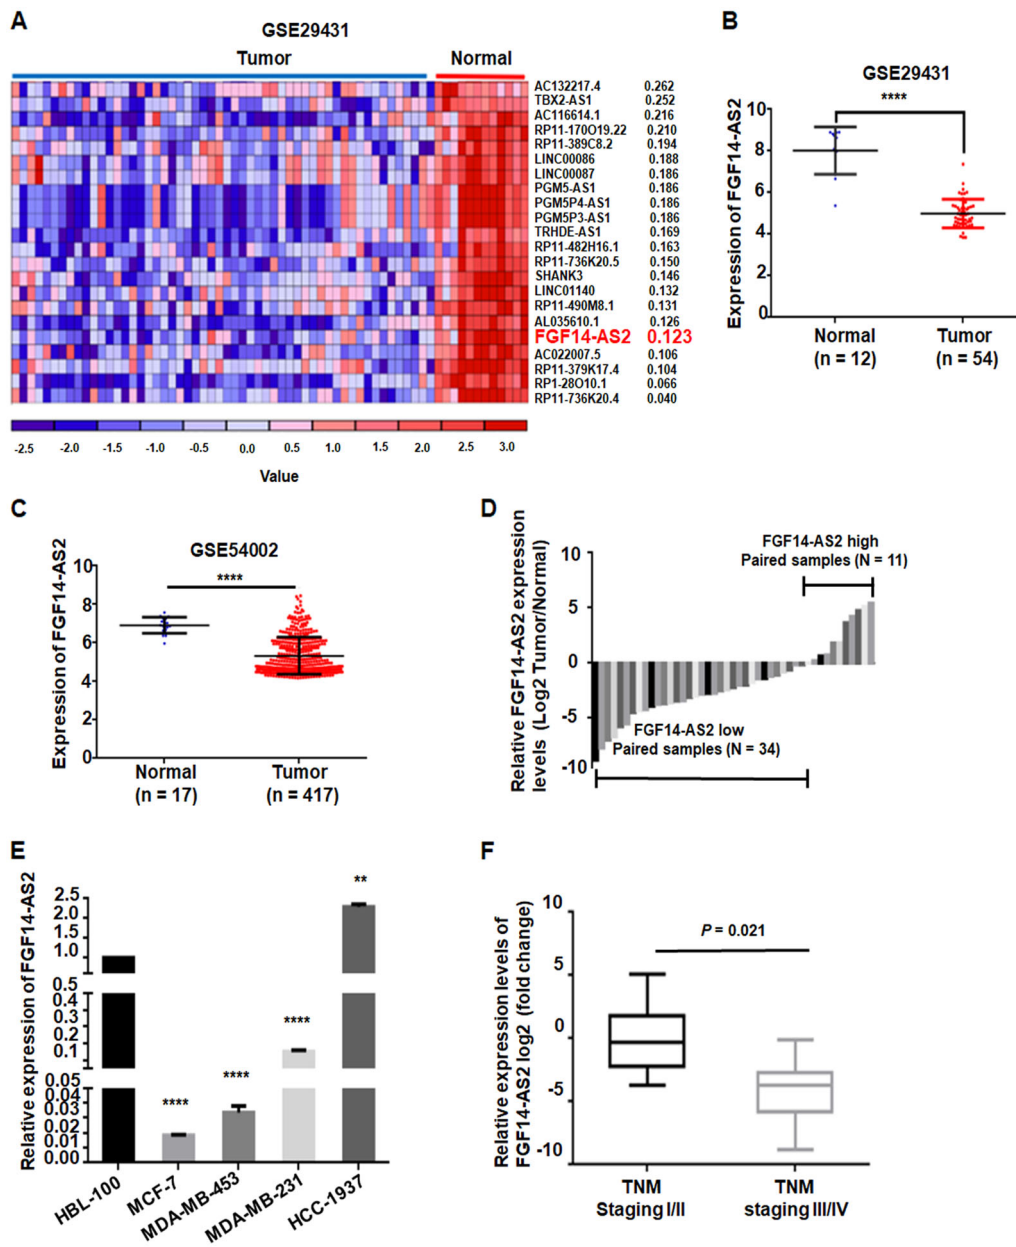 A
GSE29431
Tumor Normal
AC132217.4 0.262
TBX2-AS1 0.252
AC116614.1 0.216
RP11-170O19.22 0.210
RP11-389C8.2 0.194
LINC00086 0.188
LINC00087 0.186
PGM5-AS1 0.186
PGM5P4-AS1 0.186
PGM5P3-AS1 0.186
TRHDE-AS1 0.169
RP11-482H16.1 0.163
RP11-736K20.5 0.150
SHANK3 0.146
LINC01140 0.132
RP11-490M8.1 0.131
AL035610.1 0.126
FGF14-AS2 0.123
AC022007.5 0.106
RP11-379K17.4 0.104
RP1-28O10.1 0.066
RP11-736K20.4 0.040
-2.5 -2.0 -1.5 -1.0 -0.5 0.0 0.5 1.0 1.5 2.0 2.5 3.0
Value
B
GSE29431
****
Expression of FGF14-AS2
10
8
6
4
2
0
Normal Tumor
(n = 12) (n = 54)
C
GSE54002
****
Expression of FGF14-AS2
10
8
6
4
2
0
Normal Tumor
(n = 17) (n = 417)
D
Relative FGF14-AS2 expression
levels (Log2 Tumor/Normal)
10
5
0
-5
-10
FGF14-AS2 high
Paired samples (N = 11)
FGF14-AS2 low
Paired samples (N = 34)
E
Relative expression of FGF14-AS2
2.5
2.0
1.5
1.0
0.5
0.4
0.3
0.2
0.1
0.05
0.03
0.02
0.01
0.00
****
****
****
**
HBL-100
MCF-7
MDA-MB-453
MDA-MB-231
HCC-1937
F
Relative expression levels of
FGF14-AS2 log2 (fold change)
10
5
0
-5
-10
P = 0.021
TNM TNM
Staging I/II staging III/IV